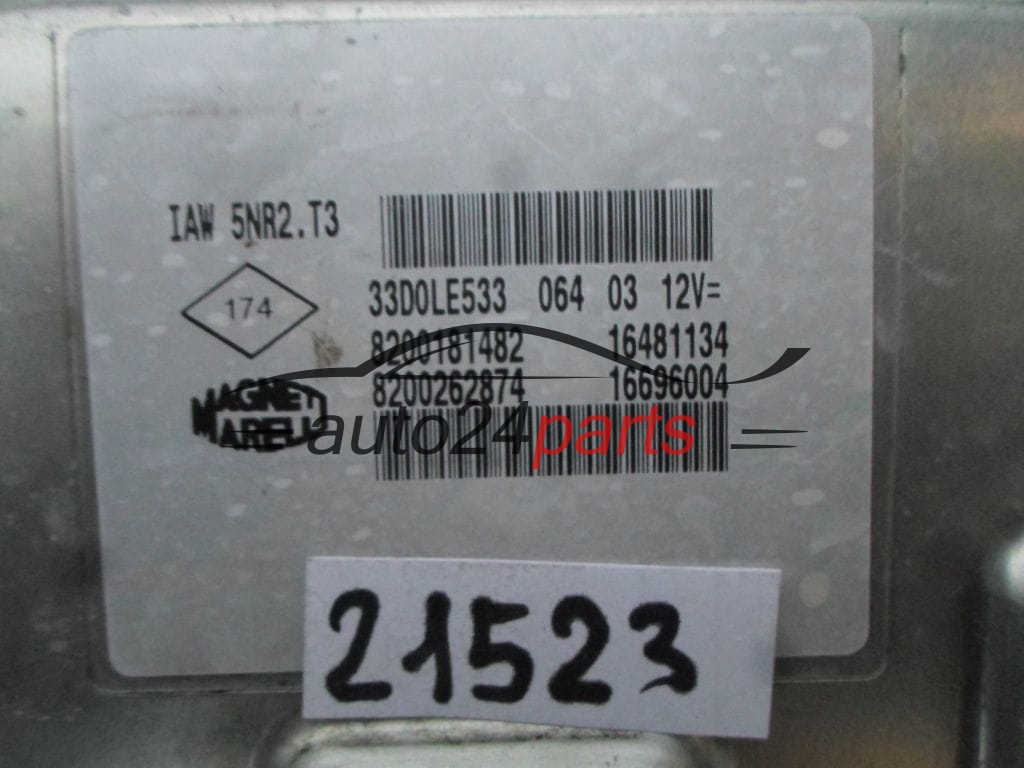 IAW 5NR2.T3
174
33D0LE533 064 03 12V=
8200181482 16481134
8200262874 16696004
MAGNETI
MARELLI
auto24parts
21523